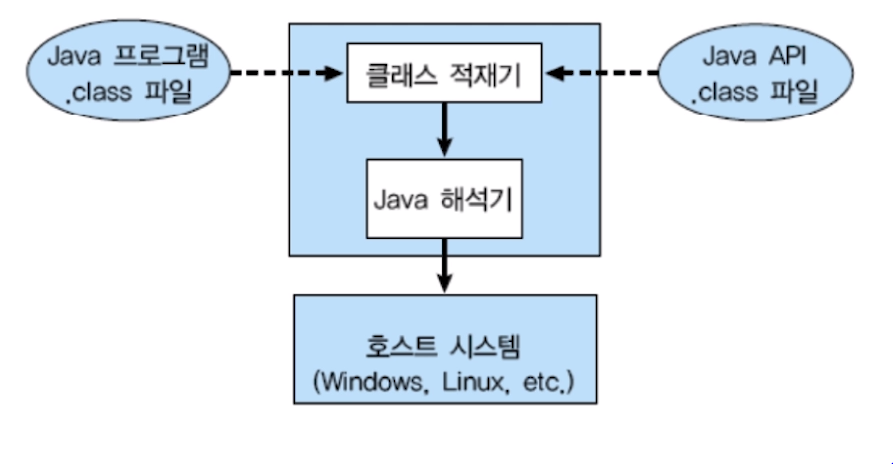 Java 프로그램
.class 파일
클래스 적재기
Java API
.class 파일
Java 해석기
호스트 시스템
(Windows, Linux, etc.)